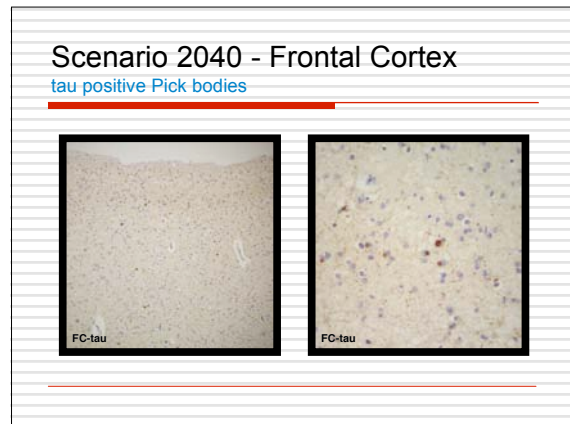 Scenario 2040 - Frontal Cortex
tau positive Pick bodies
FC-tau
FC-tau